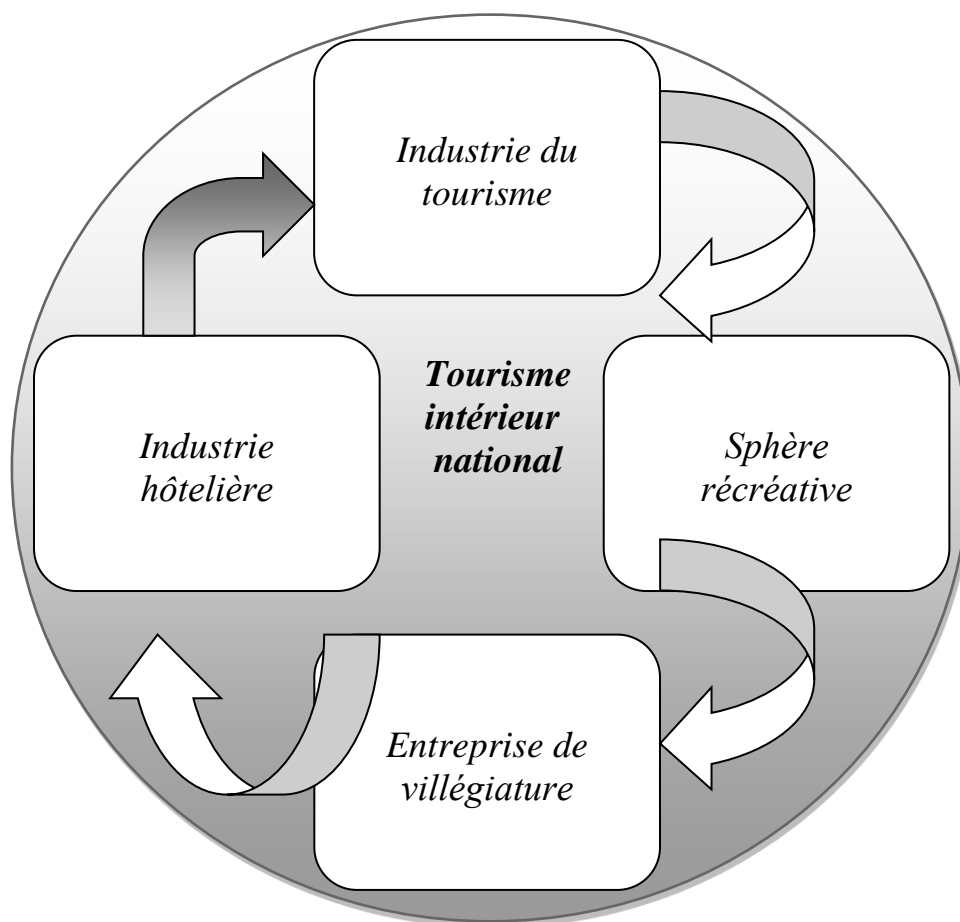 Industrie du
tourisme
Tourisme
intérieur
national
Industrie
hôtelière
Sphère
récréative
Entreprise de
villégiature